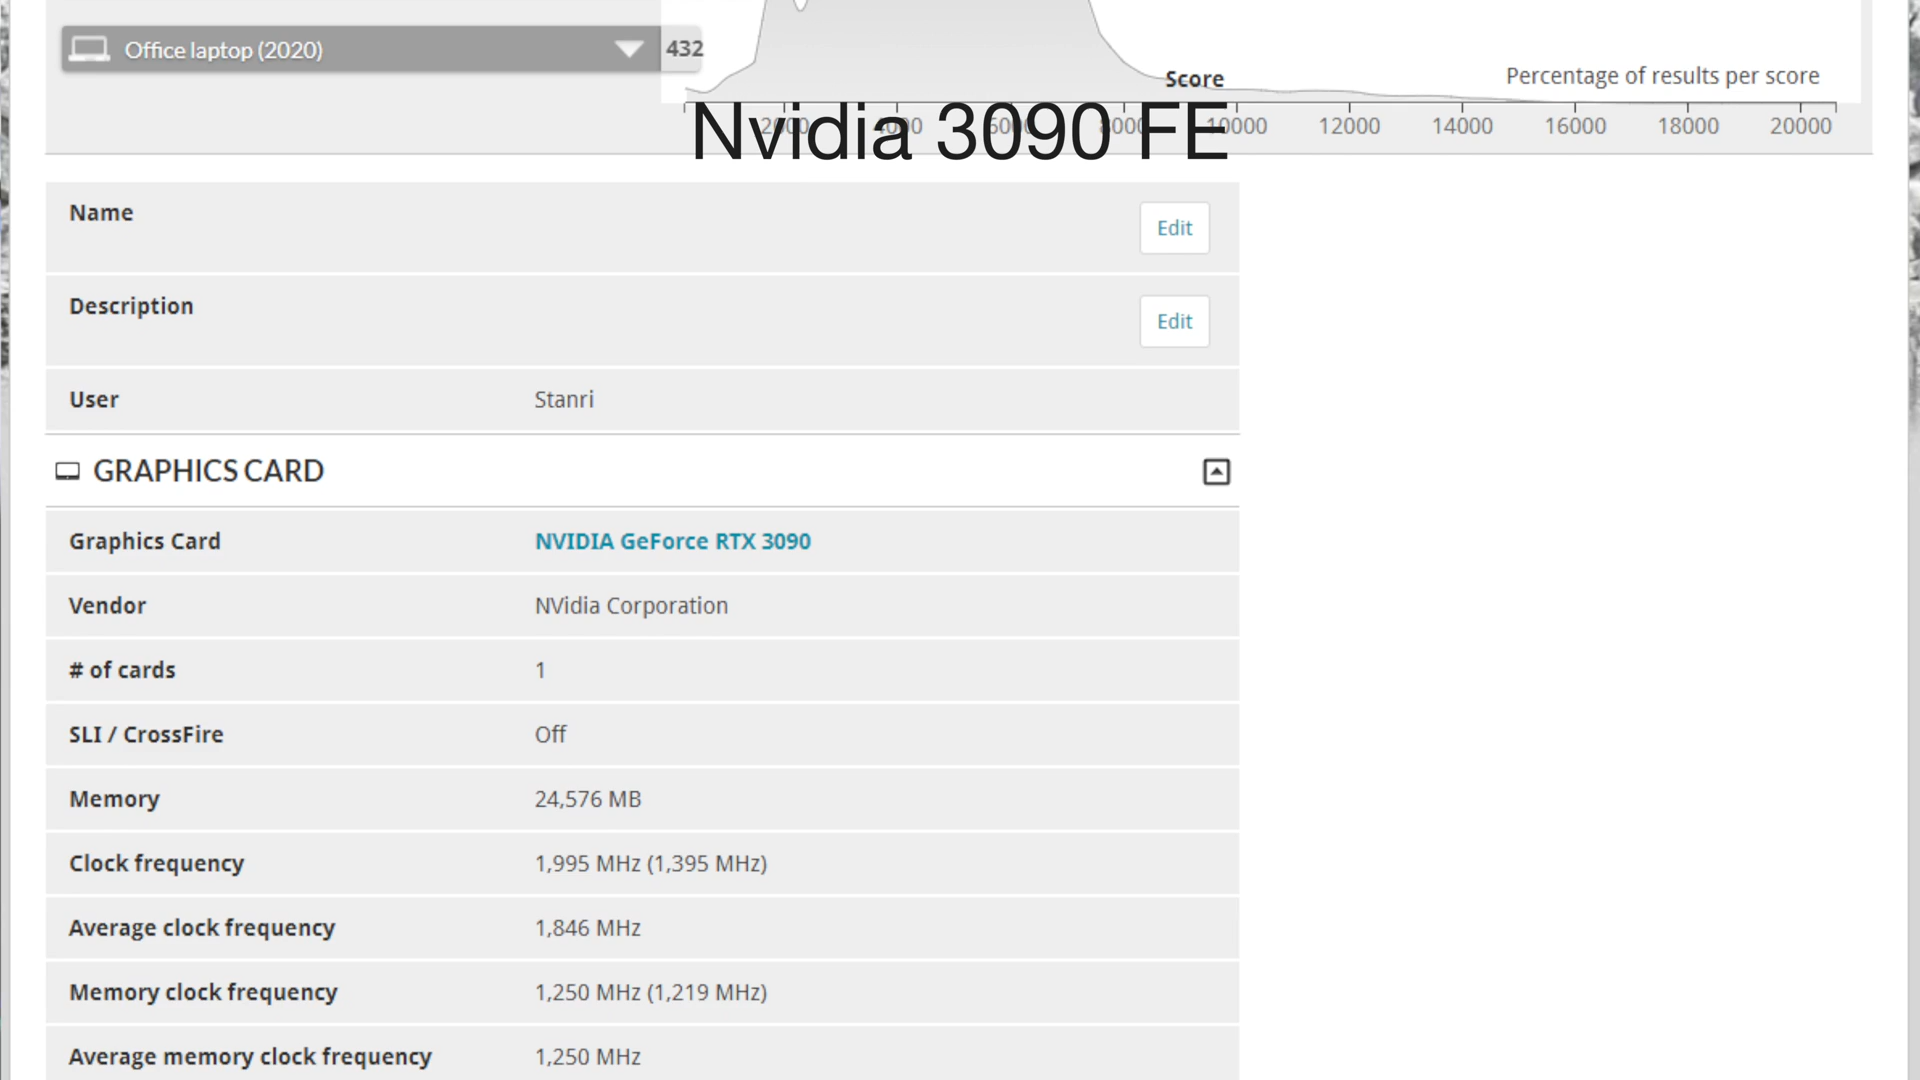 Office laptop (2020) 432
Score
Percentage of results per score
2000 4000 6000 8000 10000 12000 14000 16000 18000 20000
Nvidia 3090 FE
Name Edit
Description Edit
User Stanri
GRAPHICS CARD
Graphics Card NVIDIA GeForce RTX 3090
Vendor NVidia Corporation
# of cards 1
SLI / CrossFire Off
Memory 24,576 MB
Clock frequency 1,995 MHz (1,395 MHz)
Average clock frequency 1,846 MHz
Memory clock frequency 1,250 MHz (1,219 MHz)
Average memory clock frequency 1,250 MHz